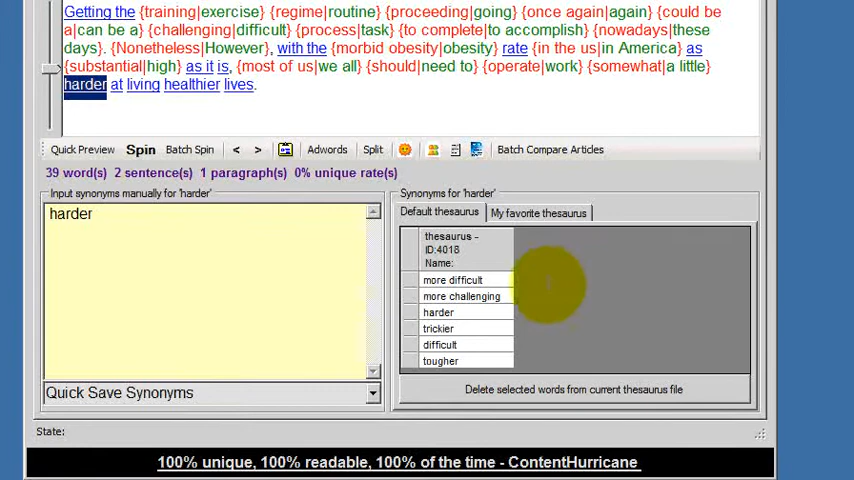 Getting the {training|exercise} {regime|routine} {proceeding|going} {once again|again} {could be
a|can be a} {challenging|difficult} {process|task} {to complete|to accomplish} {nowadays|these
days}. {Nonetheless|However}, with the {morbid obesity|obesity} rate {in the us|in America} as
{substantial|high} as it is, {most of us|we all} {should|need to} {operate|work} {somewhat|a little}
harder at living healthier lives.
Quick Preview Spin Batch Spin < > Adwords Split Batch Compare Articles
39 word(s) 2 sentence(s) 1 paragraph(s) 0% unique rate(s)
Input synonyms manually for 'harder'
harder
Quick Save Synonyms
Synonyms for 'harder'
Default thesaurus My favorite thesaurus
thesaurus -
ID:4018
Name:
more difficult
more challenging
harder
trickier
difficult
tougher
Delete selected words from current thesaurus file
State:
100% unique, 100% readable, 100% of the time - ContentHurricane